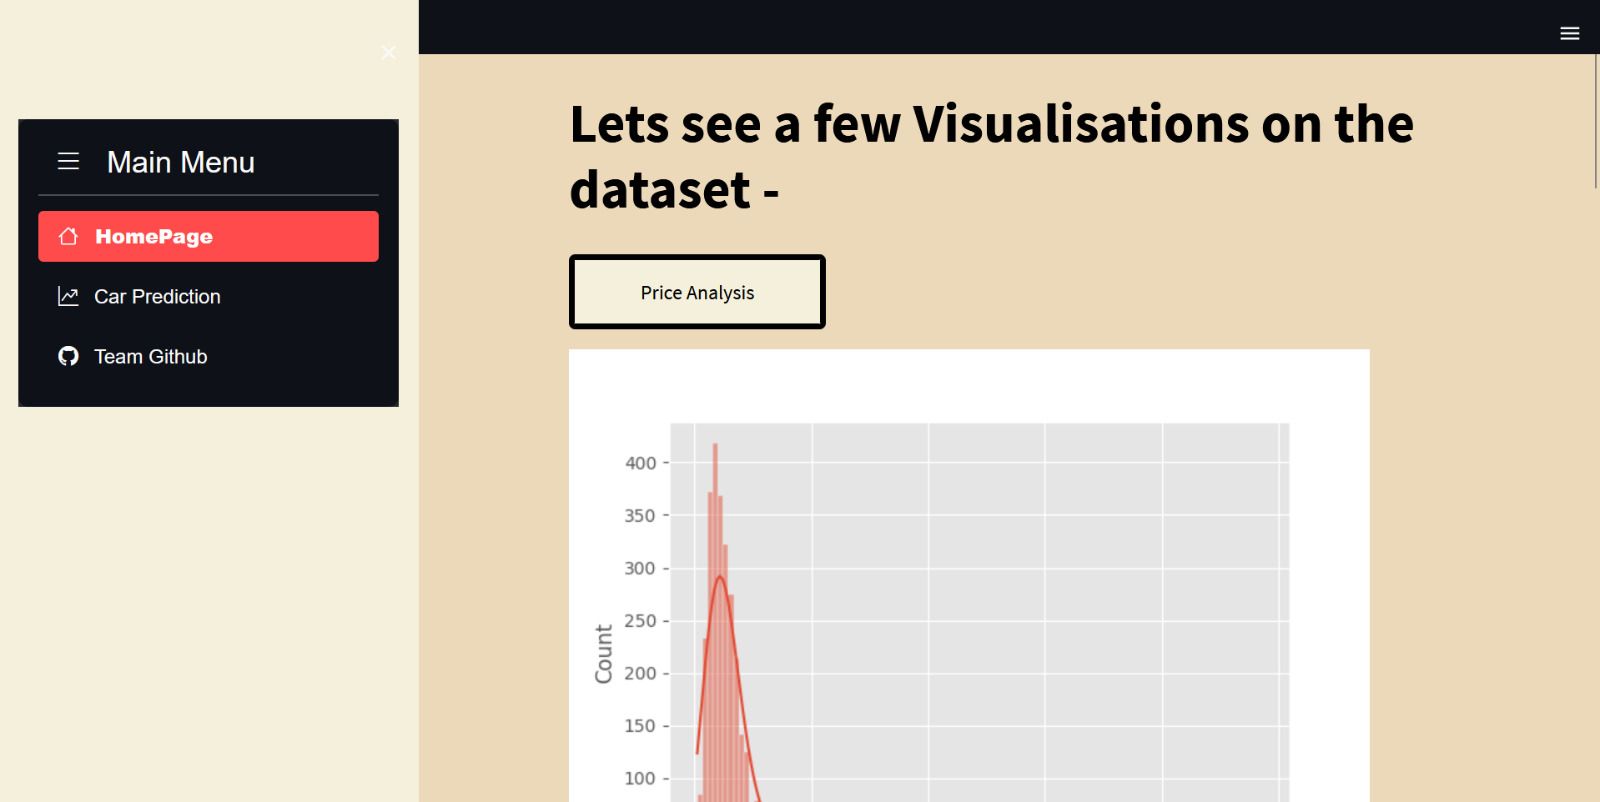 Main Menu
HomePage
Car Prediction
Team Github
Lets see a few Visualisations on the
dataset -
Price Analysis
400
350
300
250
200
150
100
Count